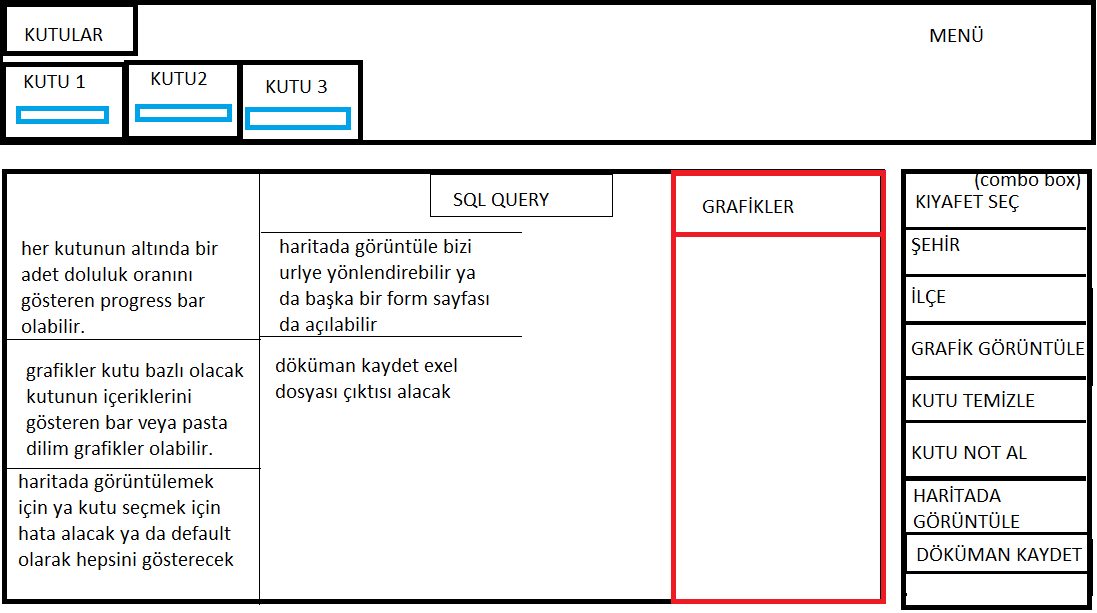 KUTULAR
MENÜ
KUTU 1
KUTU2
KUTU 3
SQL QUERY
GRAFİKLER
her kutunun altında bir
adet doluluk oranını
gösteren progress bar
olabilir.
haritada görüntüle bizi
urlye yönlendirebilir ya
da başka bir form sayfası
da açılabilir
grafikler kutu bazlı olacak
kutunun içeriklerini
gösteren bar veya pasta
dilim grafikler olabilir.
döküman kaydet exel
dosyası çıktısı alacak
haritada görüntülemek
için ya kutu seçmek için
hata alacak ya da default
olarak hepsini gösterecek
(combo box)
KIYAFET SEÇ
ŞEHİR
İLÇE
GRAFİK GÖRÜNTÜLE
KUTU TEMİZLE
KUTU NOT AL
HARİTADA
GÖRÜNTÜLE
DÖKÜMAN KAYDET